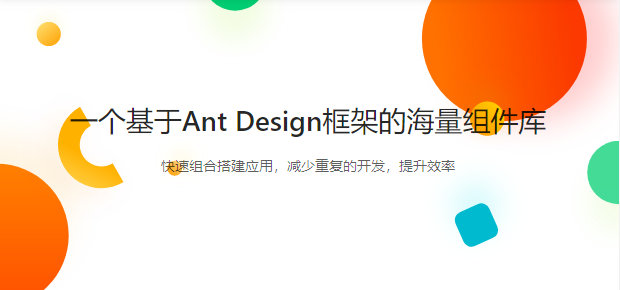 一个基于Ant Design框架的海量组件库
快速组合搭建应用，减少重复的开发，提升效率